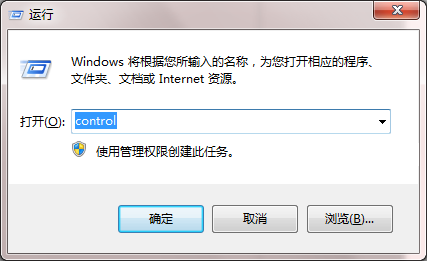 运行
Windows 将根据您所输入的名称，为您打开相应的程序、
文件夹、文档或 Internet 资源。
打开(O): control
使用管理权限创建此任务。
确定 取消 浏览(B)...